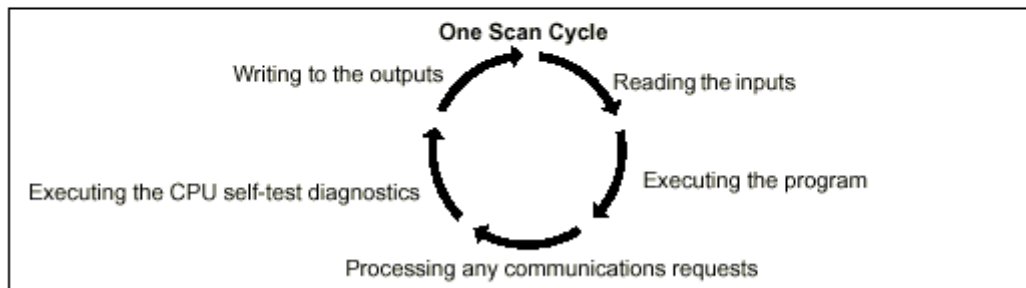 One Scan Cycle
Writing to the outputs
Reading the inputs
Executing the program
Executing the CPU self-test diagnostics
Processing any communications requests